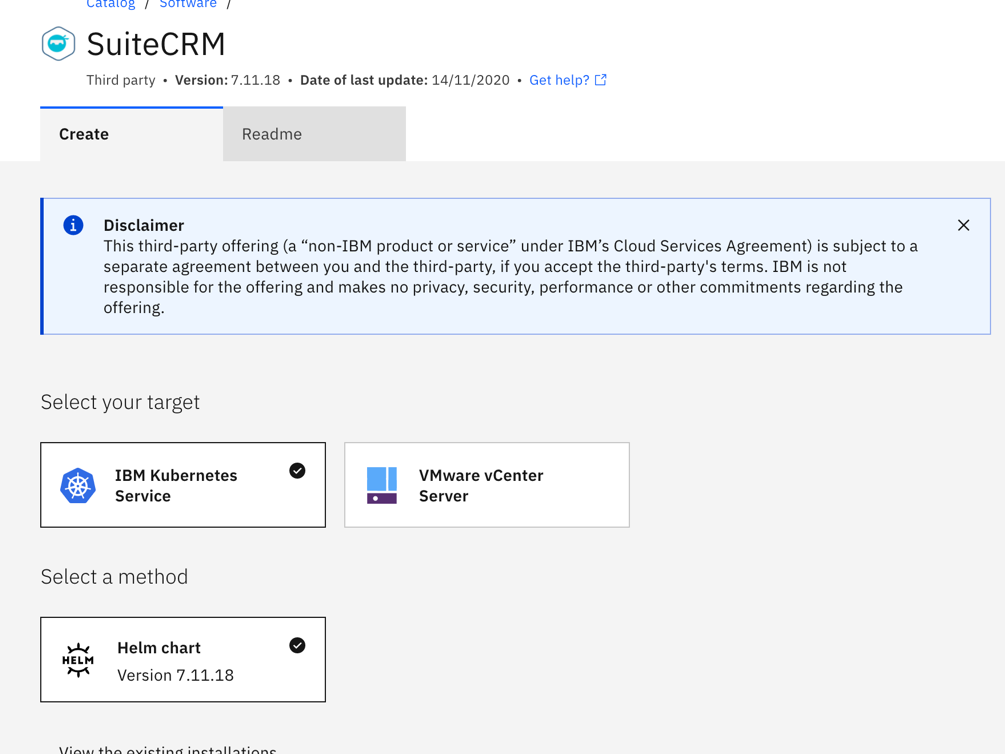 Catalog / Software /
SuiteCRM
Third party • Version: 7.11.18 • Date of last update: 14/11/2020 • Get help?
Create
Readme
Disclaimer
This third-party offering (a “non-IBM product or service” under IBM’s Cloud Services Agreement) is subject to a
separate agreement between you and the third-party, if you accept the third-party's terms. IBM is not
responsible for the offering and makes no privacy, security, performance or other commitments regarding the
offering.
Select your target
IBM Kubernetes
Service
VMware vCenter
Server
Select a method
HELM
Helm chart
Version 7.11.18
View the existing installations